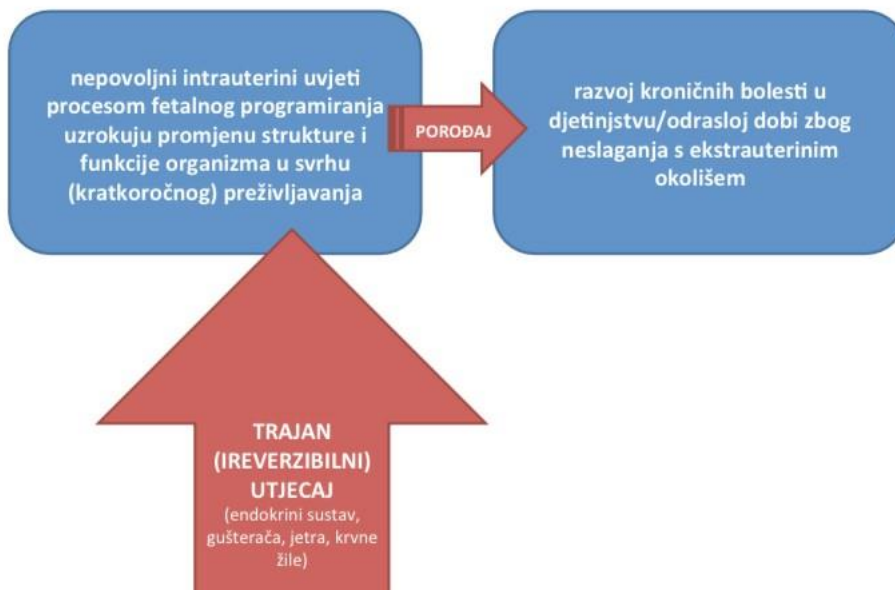 nepovoljni intrauterini uvjeti
procesom fetalnog programiranja
uzrokuju promjenu strukture i
funkcije organizma u svrhu
(kratkoročnog) preživljavanja
POROĐAJ
razvoj kroničnih bolesti u
djetinjstvu/odrasloj dobi zbog
neslaganja s ekstrauterinim
okolišem
TRAJAN
(IREVERZIBILNI)
UTJECAJ
(endokrini sustav,
gušterača, jetra, krvne
žile)